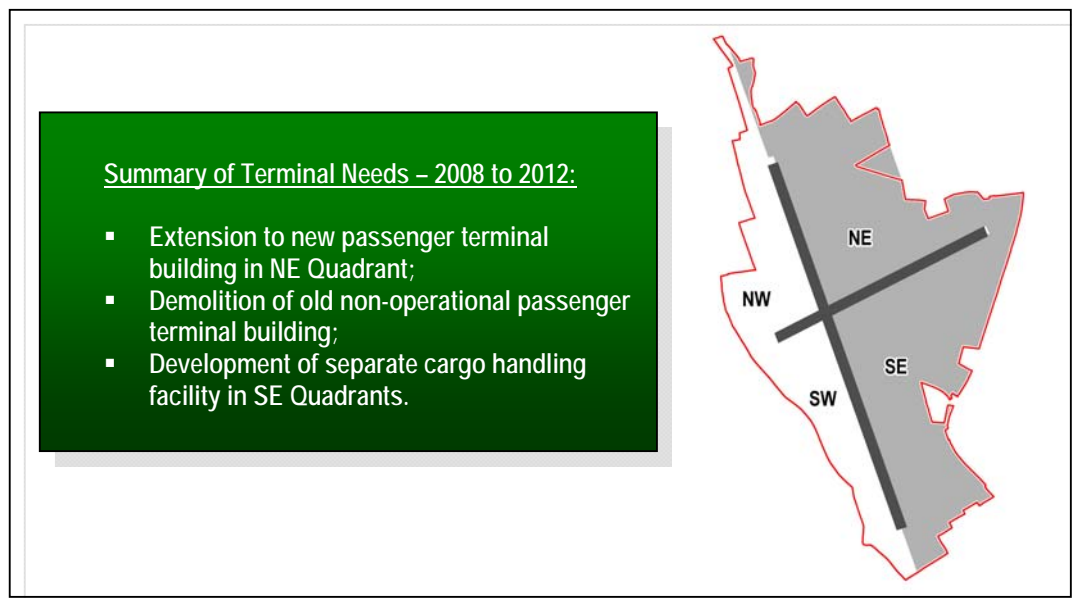 Summary of Terminal Needs – 2008 to 2012:
▪ Extension to new passenger terminal
building in NE Quadrant;
▪ Demolition of old non-operational passenger
terminal building;
▪ Development of separate cargo handling
facility in SE Quadrants.
NE
NW
SE
SW